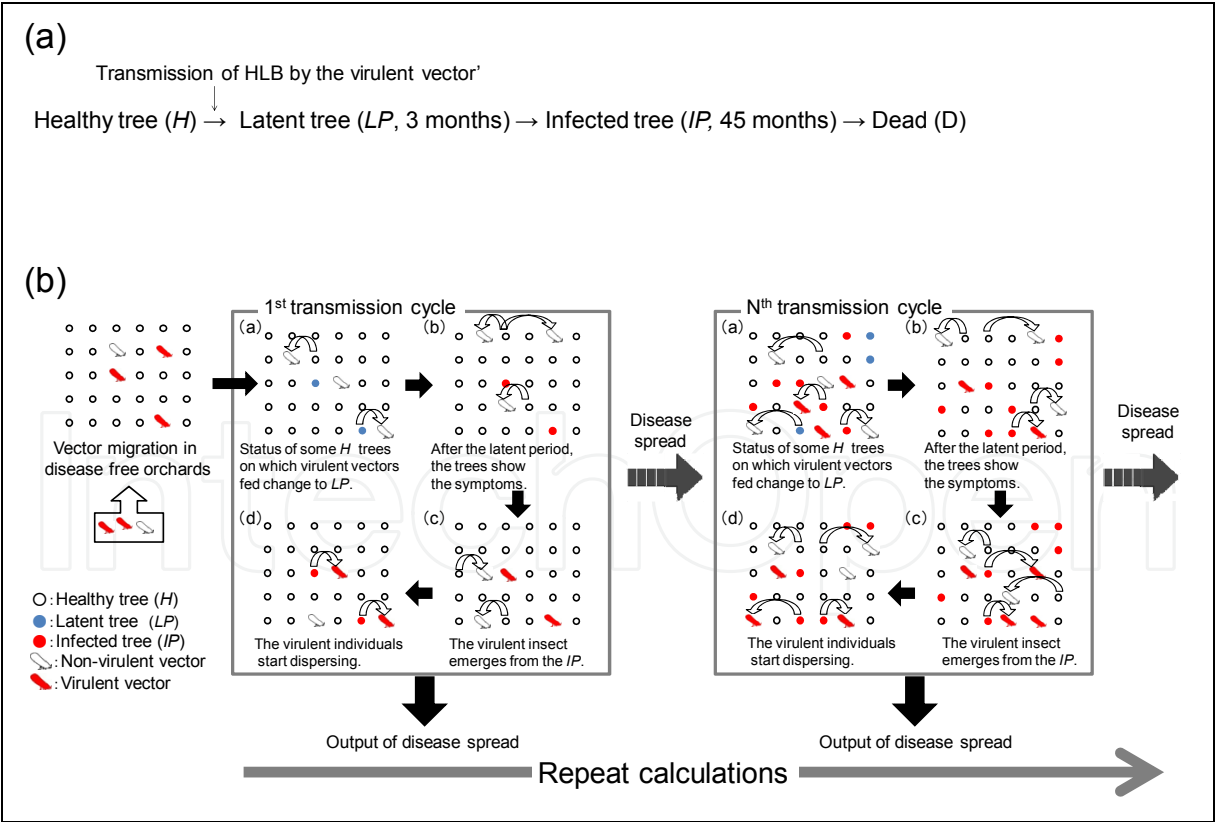 (a)
Transmission of HLB by the virulent vector’
Healthy tree (H) → Latent tree (LP, 3 months) → Infected tree (IP, 45 months) → Dead (D)
(b)
Vector migration in
disease free orchards
1st transmission cycle
(a)
Status of some H trees
on which virulent vectors
fed change to LP.
(b)
After the latent period,
the trees show
the symptoms.
(c)
The virulent insect
emerges from the IP.
(d)
The virulent individuals
start dispersing.
Output of disease spread
Disease
spread
Nth transmission cycle
(a)
Status of some H trees
on which virulent vectors
fed change to LP.
(b)
After the latent period,
the trees show
the symptoms.
(c)
The virulent insect
emerges from the IP.
(d)
The virulent individuals
start dispersing.
Output of disease spread
Disease
spread
: Healthy tree (H)
: Latent tree (LP)
: Infected tree (IP)
: Non-virulent vector
: Virulent vector
Repeat calculations
IntechOpen